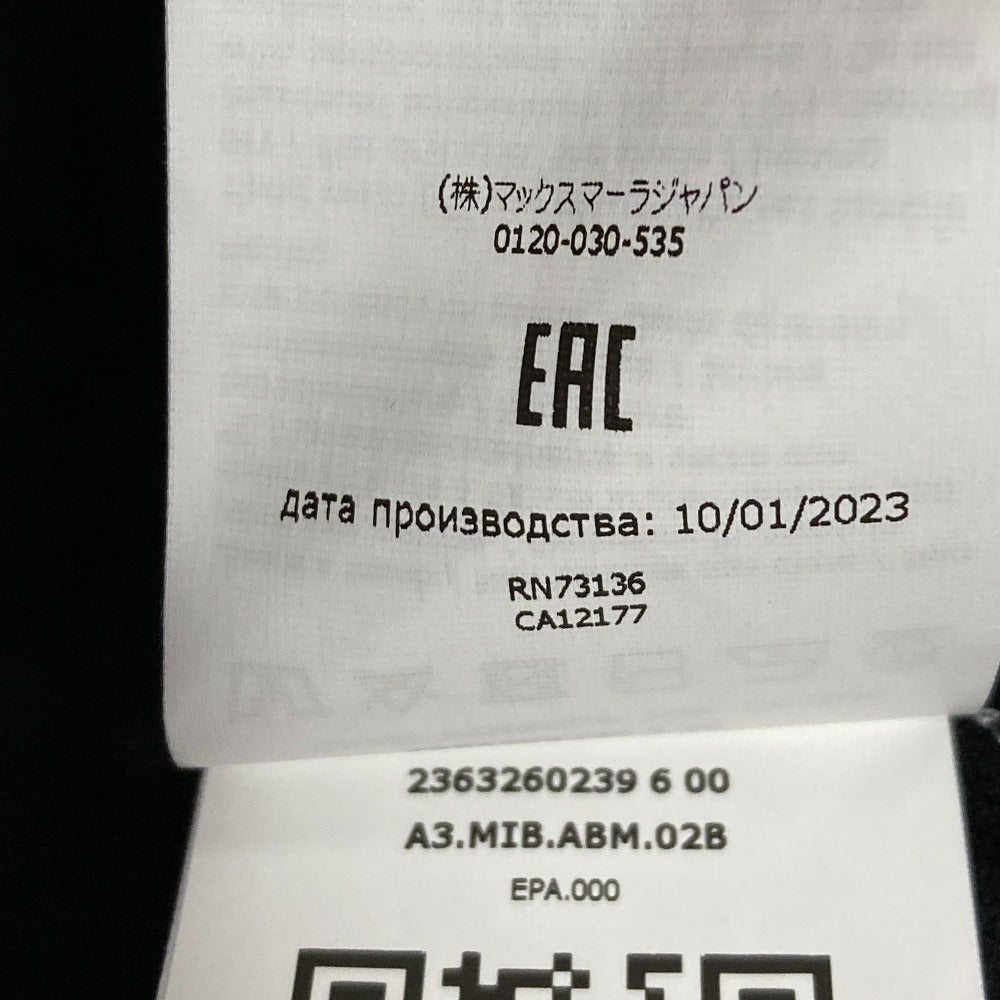 (株)マックスマーラジャパン
0120-030-535
EAC
дата производства: 10/01/2023
RN73136
CA12177
2363260239 6 00
A3.MIB.ABM.02B
EPA.000